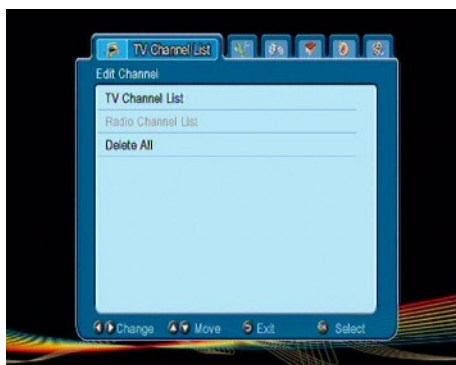 TV Channel List
Edit Channel
TV Channel List
Radio Channel List
Delete All
Change Move Exit Select